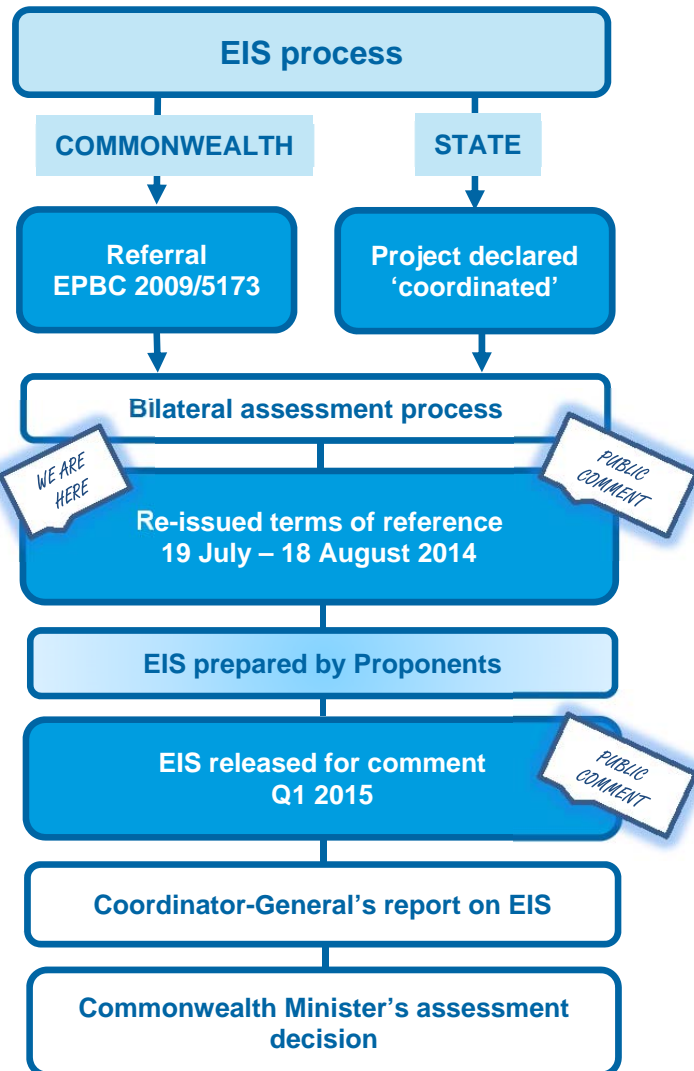 EIS process
COMMONWEALTH
STATE
Referral
EPBC 2009/5173
Project declared
‘coordinated’
Bilateral assessment process
WE ARE
HERE
PUBLIC
COMMENT
Re-issued terms of reference
19 July – 18 August 2014
EIS prepared by Proponents
EIS released for comment
Q1 2015
PUBLIC
COMMENT
Coordinator-General’s report on EIS
Commonwealth Minister’s assessment
decision